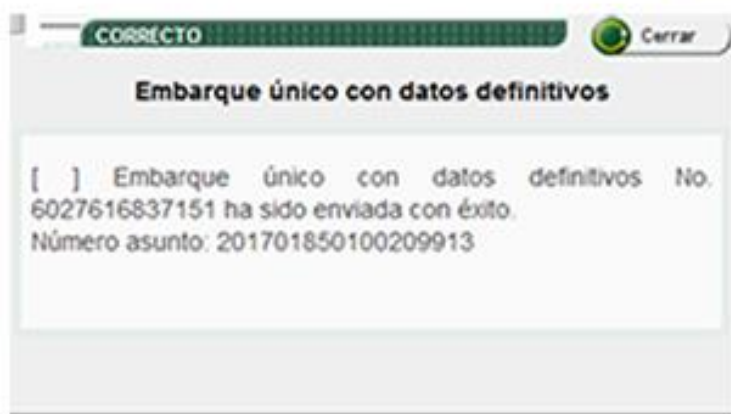 CORRECTO
Cerrar
Embarque único con datos definitivos
[ ] Embarque único con datos definitivos No.
6027616837151 ha sido enviada con éxito.
Número asunto: 201701850100209913